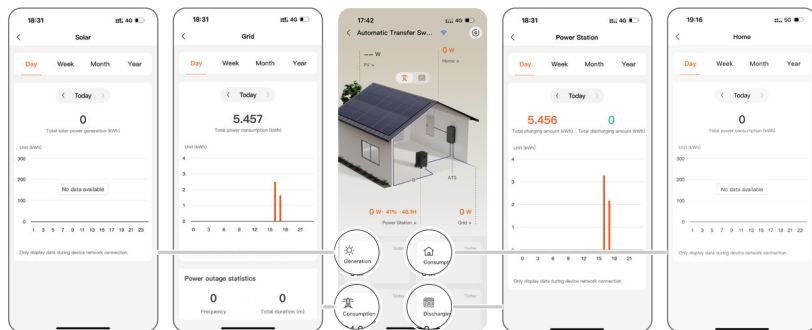 18:31
4G
Solar
Day Week Month Year
Today
0
Total solar power generation (kWh)
Unit (kWh)
300
200
No data available
100
0
1 3 5 7 9 11 13 15 17 19 21 23
Only display data during device network connection.
18:31
4G
Grid
Day Week Month Year
Today
5.457
Total power consumption (kWh)
Unit (kWh)
4
3
2
1
0
0 3 6 9 12 15 18 21
Power outage statistics
0 0
Frequency Total duration (m)
17:42
4G
Automatic Transfer Sw...
--- W
PV >
0 W
Home >
ATS
0 W· 41% ·-46.1H
Power Station >
0 W
Grid >
Generation
Today
Consumpt
Today
Consumption
Today
Dischargin
Today
18:31
4G
Power Station
Day Week Month Year
Today
5.456 0
Total charging amount (kWh) Total discharging amount (kWh)
Unit (kWh)
4
3
2
1
0 3 6 9 12 15 18 21
Only display data during device network connection.
19:16
5G
Home
Day Week Month Year
Today
0
Total power consumption (kWh)
Unit (kWh)
300
200
No data available
100
0
1 3 5 7 9 11 13 15 17 19 21 23
Only display data during device network connection.